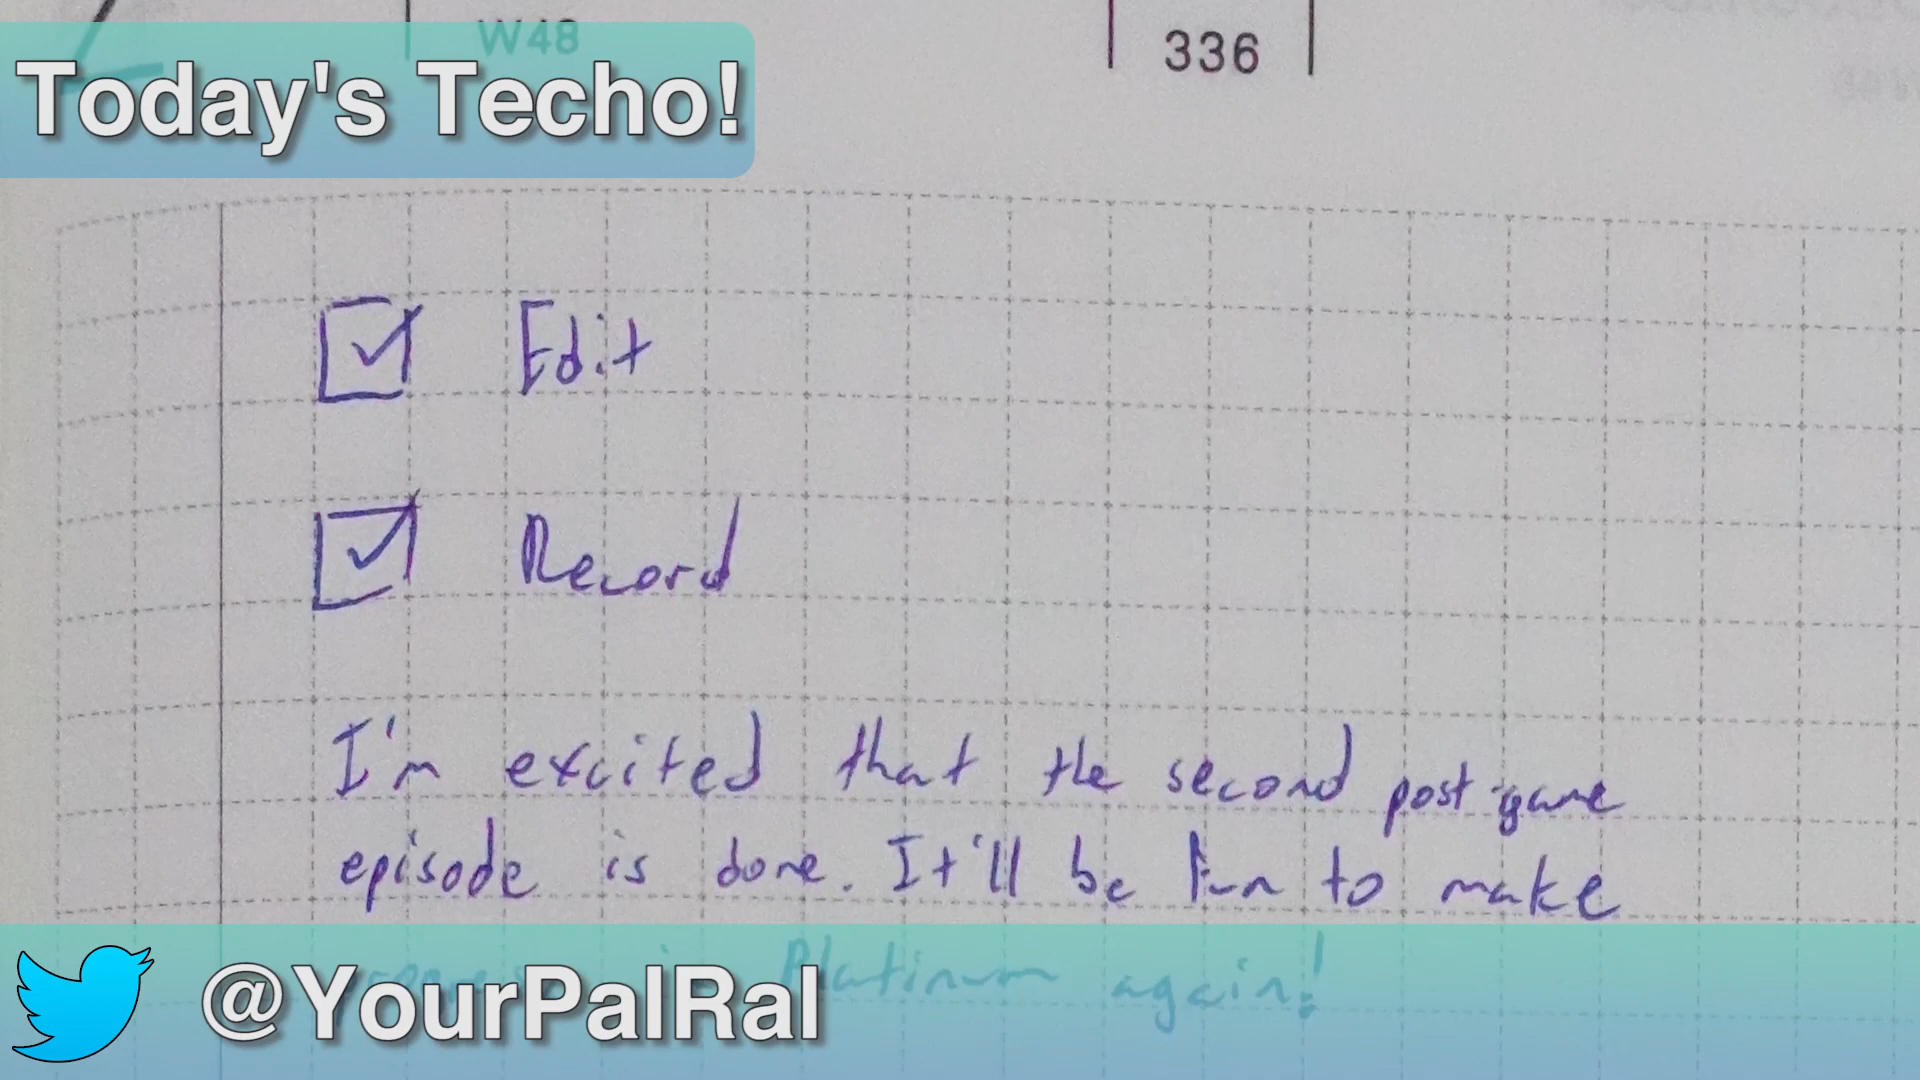 W48
336
Today's Techo!
Edit
Record
I'm excited that the second post-game
episode is done. It'll be fun to make
Platinum again!
@YourPalRal